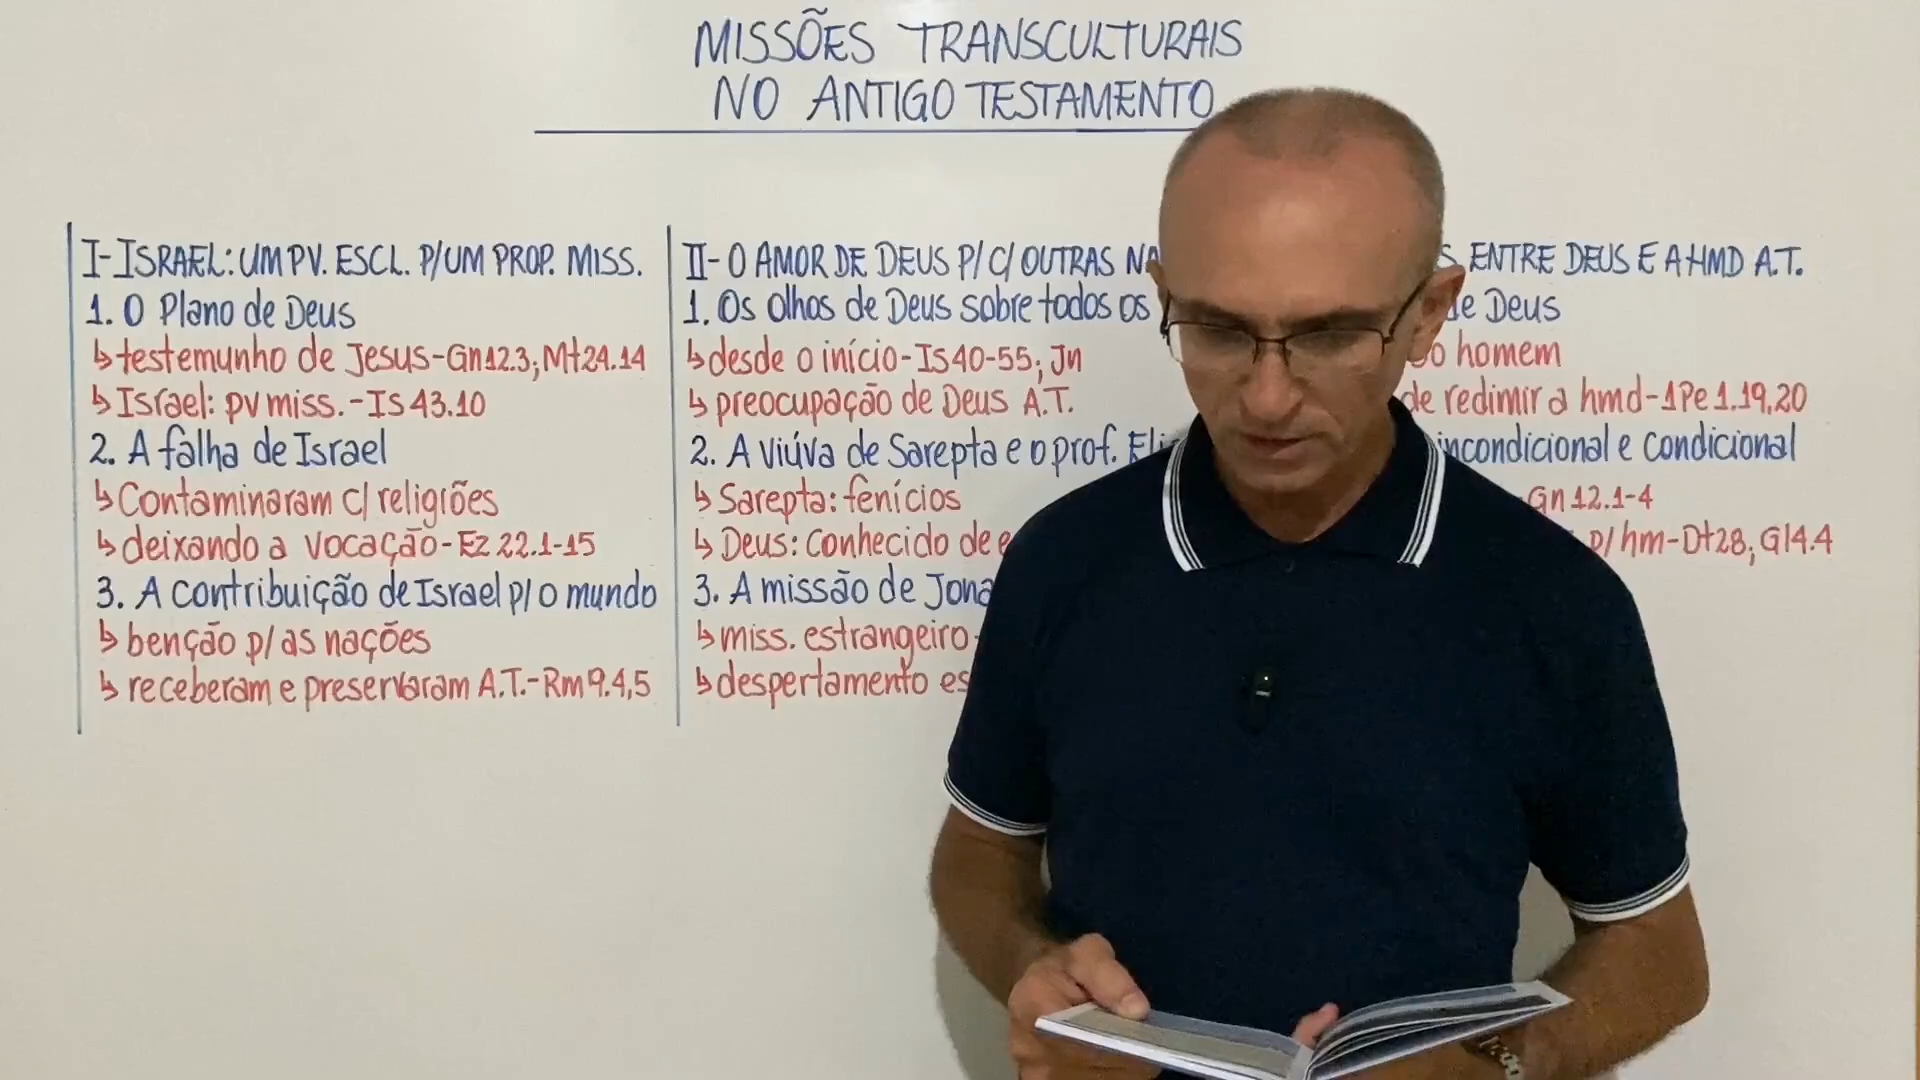 MISSÕES TRANSCULTURAIS
NO ANTIGO TESTAMENTO
I-ISRAEL: UM PV. ESCL. P/UM PROP. MISS.
1. O Plano de Deus
↳ testemunho de Jesus-Gn12.3; Mt24.14
↳ Israel: pv miss.-Is 43.10
2. A falha de Israel
↳ Contaminaram c/ religiões
↳ deixando a vocação-Ez 22.1-15
3. A contribuição de Israel p/o mundo
↳ benção p/ as nações
↳ receberam e preservaram A.T.-Rm 9.4,5
II- O AMOR DE DEUS P/ C/ OUTRAS
1. Os olhos de Deus sobre todos os
↳ desde o início-Is 40-55; Jn
↳ preocupação de Deus A.T.
2. A viúva de Sarepta e o prof.
↳ Sarepta: fenícios
↳ Deus: conhecido de
3. A missão de
↳ miss. estrangeiro
↳ despertamento
ENTRE DEUS E A HMD A.T.
de Deus
homem
de redimir a hmd-1Pe 1.19,20
incondicional e condicional
Gn 12.1-4
p/hm-Dt28; Gl4.4